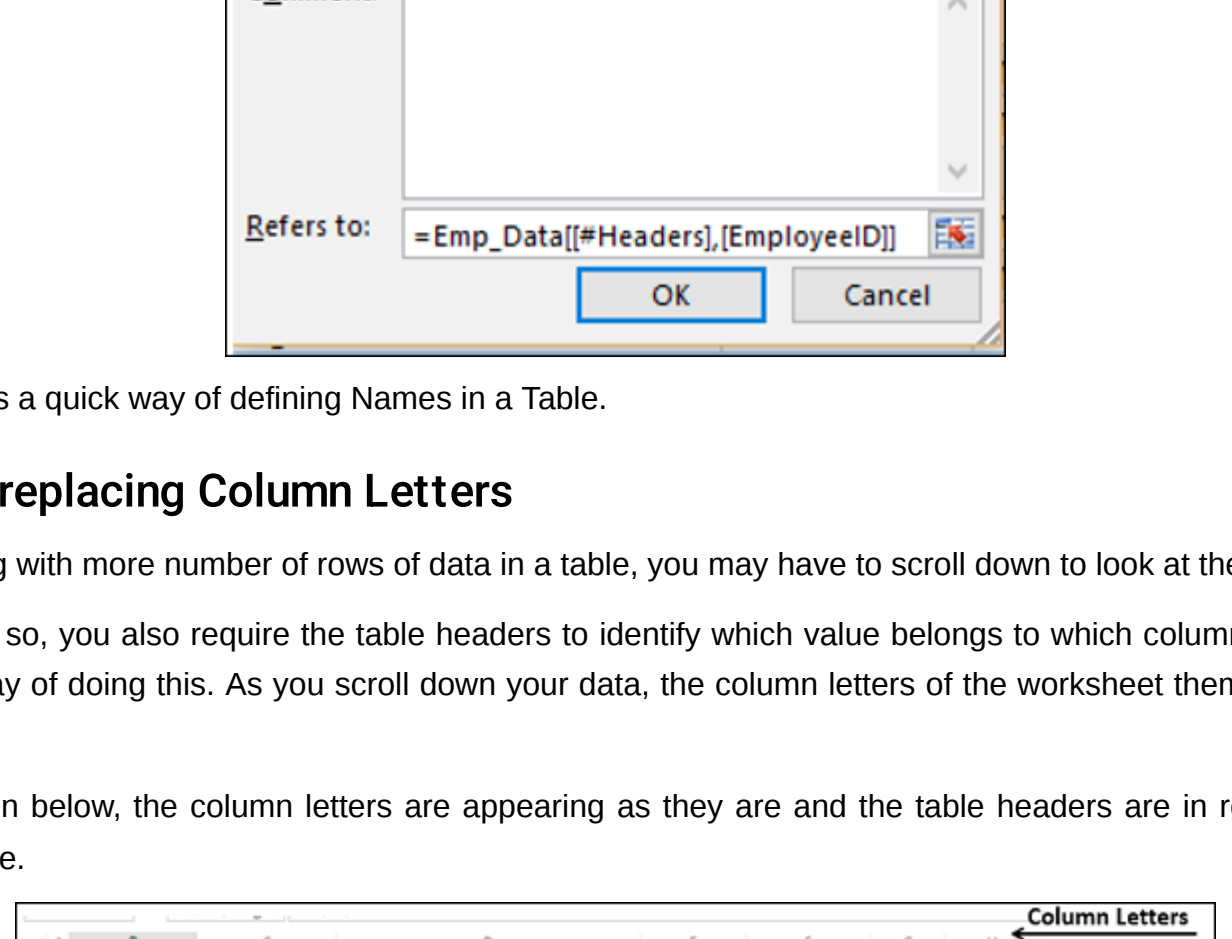 Refers to:
=Emp_Data[[#Headers],[EmployeeID]]
OK Cancel
s a quick way of defining Names in a Table.
replacing Column Letters
g with more number of rows of data in a table, you may have to scroll down to look at the
so, you also require the table headers to identify which value belongs to which colum
ay of doing this. As you scroll down your data, the column letters of the worksheet them
n below, the column letters are appearing as they are and the table headers are in r
e.
Column Letters